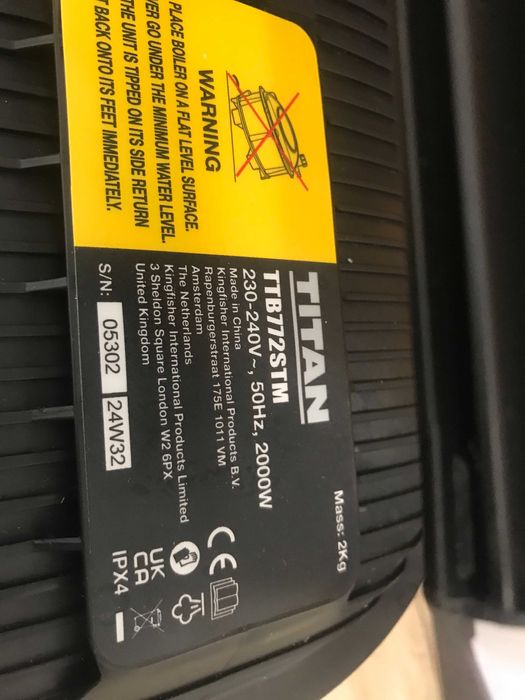 WARNING
PLACE BOILER ON A FLAT LEVEL SURFACE.
VER GO UNDER THE MINIMUM WATER LEVEL.
THE UNIT IS TIPPED ON ITS SIDE RETURN
BACK ONTO ITS FEET IMMEDIATELY.
TITAN
Mass: 2Kg
TTB772STM
230-240V~, 50Hz, 2000W
Made in China
Kingfisher International Products B.V.
Rapenburgerstraat 175E 1011 VM
Amsterdam
The Netherlands
Kingfisher International Products Limited
3 Sheldon Square London W2 6PX
United Kingdom
S/N: 05302 24W32
CE
UK
CA
IPX4